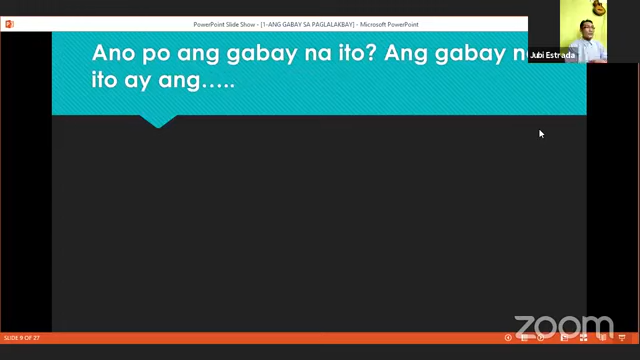 PowerPoint Slide Show - [1-ANG GABAY SA PAGLALAKBAY] - Microsoft PowerPoint
Ano po ang gabay na ito? Ang gabay na
ito ay ang.....
Jubi Estrada
SLIDE 9 OF 27
zoom